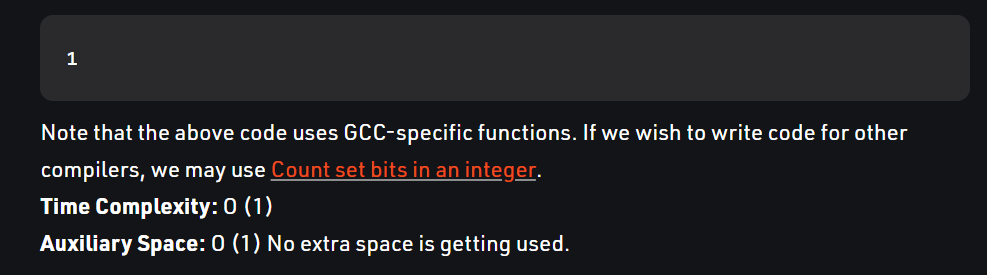 1
Note that the above code uses GCC-specific functions. If we wish to write code for other
compilers, we may use Count set bits in an integer.
Time Complexity: O (1)
Auxiliary Space: O (1) No extra space is getting used.